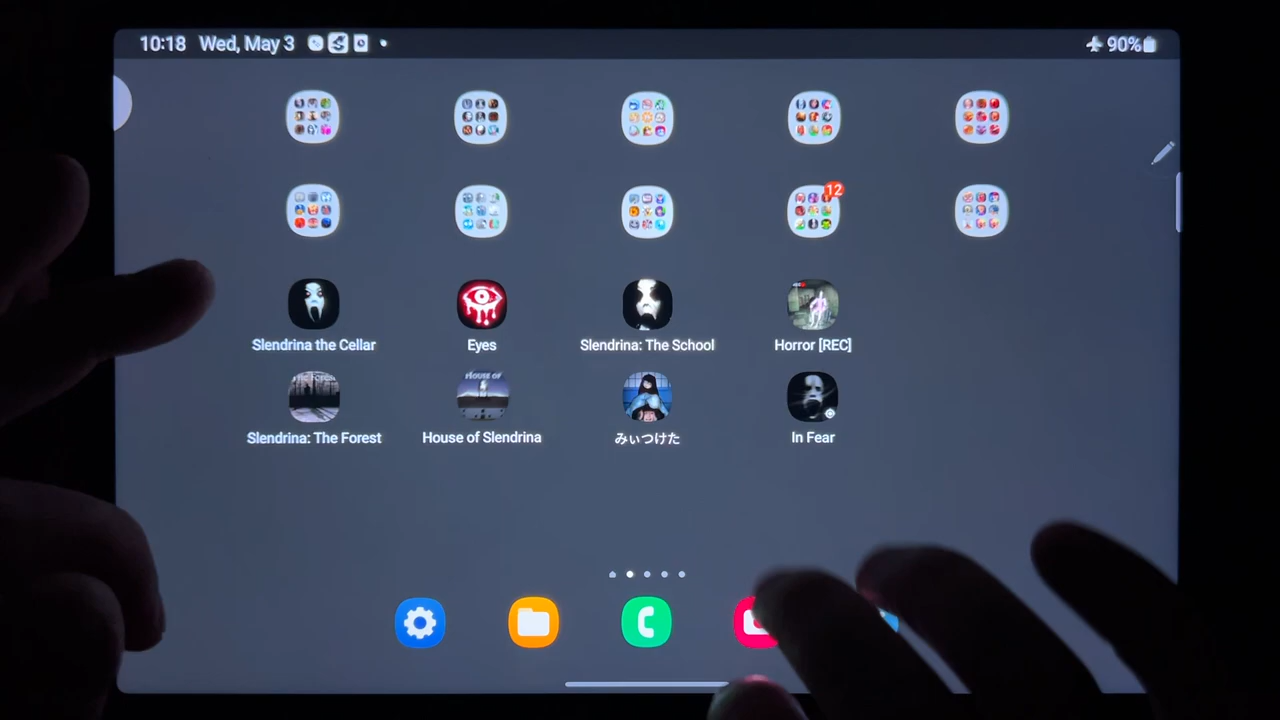 10:18 Wed, May 3
90%
12
Slendrina the Cellar
Eyes
Slendrina: The School
Horror [REC]
Slendrina: The Forest
House of Slendrina
みぃつけた
In Fear